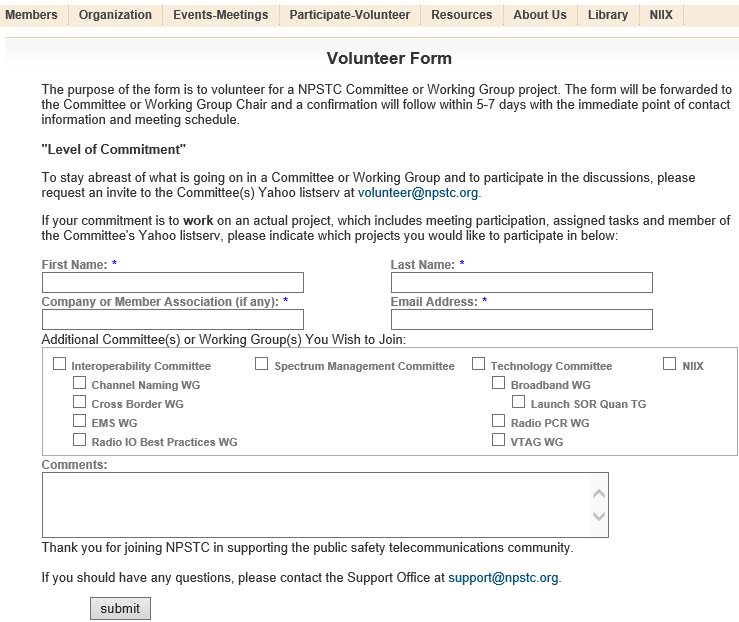 Members Organization Events-Meetings Participate-Volunteer Resources About Us Library NIIX
Volunteer Form
The purpose of the form is to volunteer for a NPSTC Committee or Working Group project. The form will be forwarded to
the Committee or Working Group Chair and a confirmation will follow within 5-7 days with the immediate point of contact
information and meeting schedule.
"Level of Commitment"
To stay abreast of what is going on in a Committee or Working Group and to participate in the discussions, please
request an invite to the Committee(s) Yahoo listserv at volunteer@npstc.org.
If your commitment is to work on an actual project, which includes meeting participation, assigned tasks and member of
the Committee's Yahoo listserv, please indicate which projects you would like to participate in below:
First Name: * Last Name: *
Company or Member Association (if any): * Email Address: *
Additional Committee(s) or Working Group(s) You Wish to Join:
Interoperability Committee Spectrum Management Committee Technology Committee NIIX
Channel Naming WG Broadband WG
Cross Border WG Launch SOR Quan TG
EMS WG Radio PCR WG
Radio IO Best Practices WG VTAG WG
Comments:
Thank you for joining NPSTC in supporting the public safety telecommunications community.
If you should have any questions, please contact the Support Office at support@npstc.org.
submit